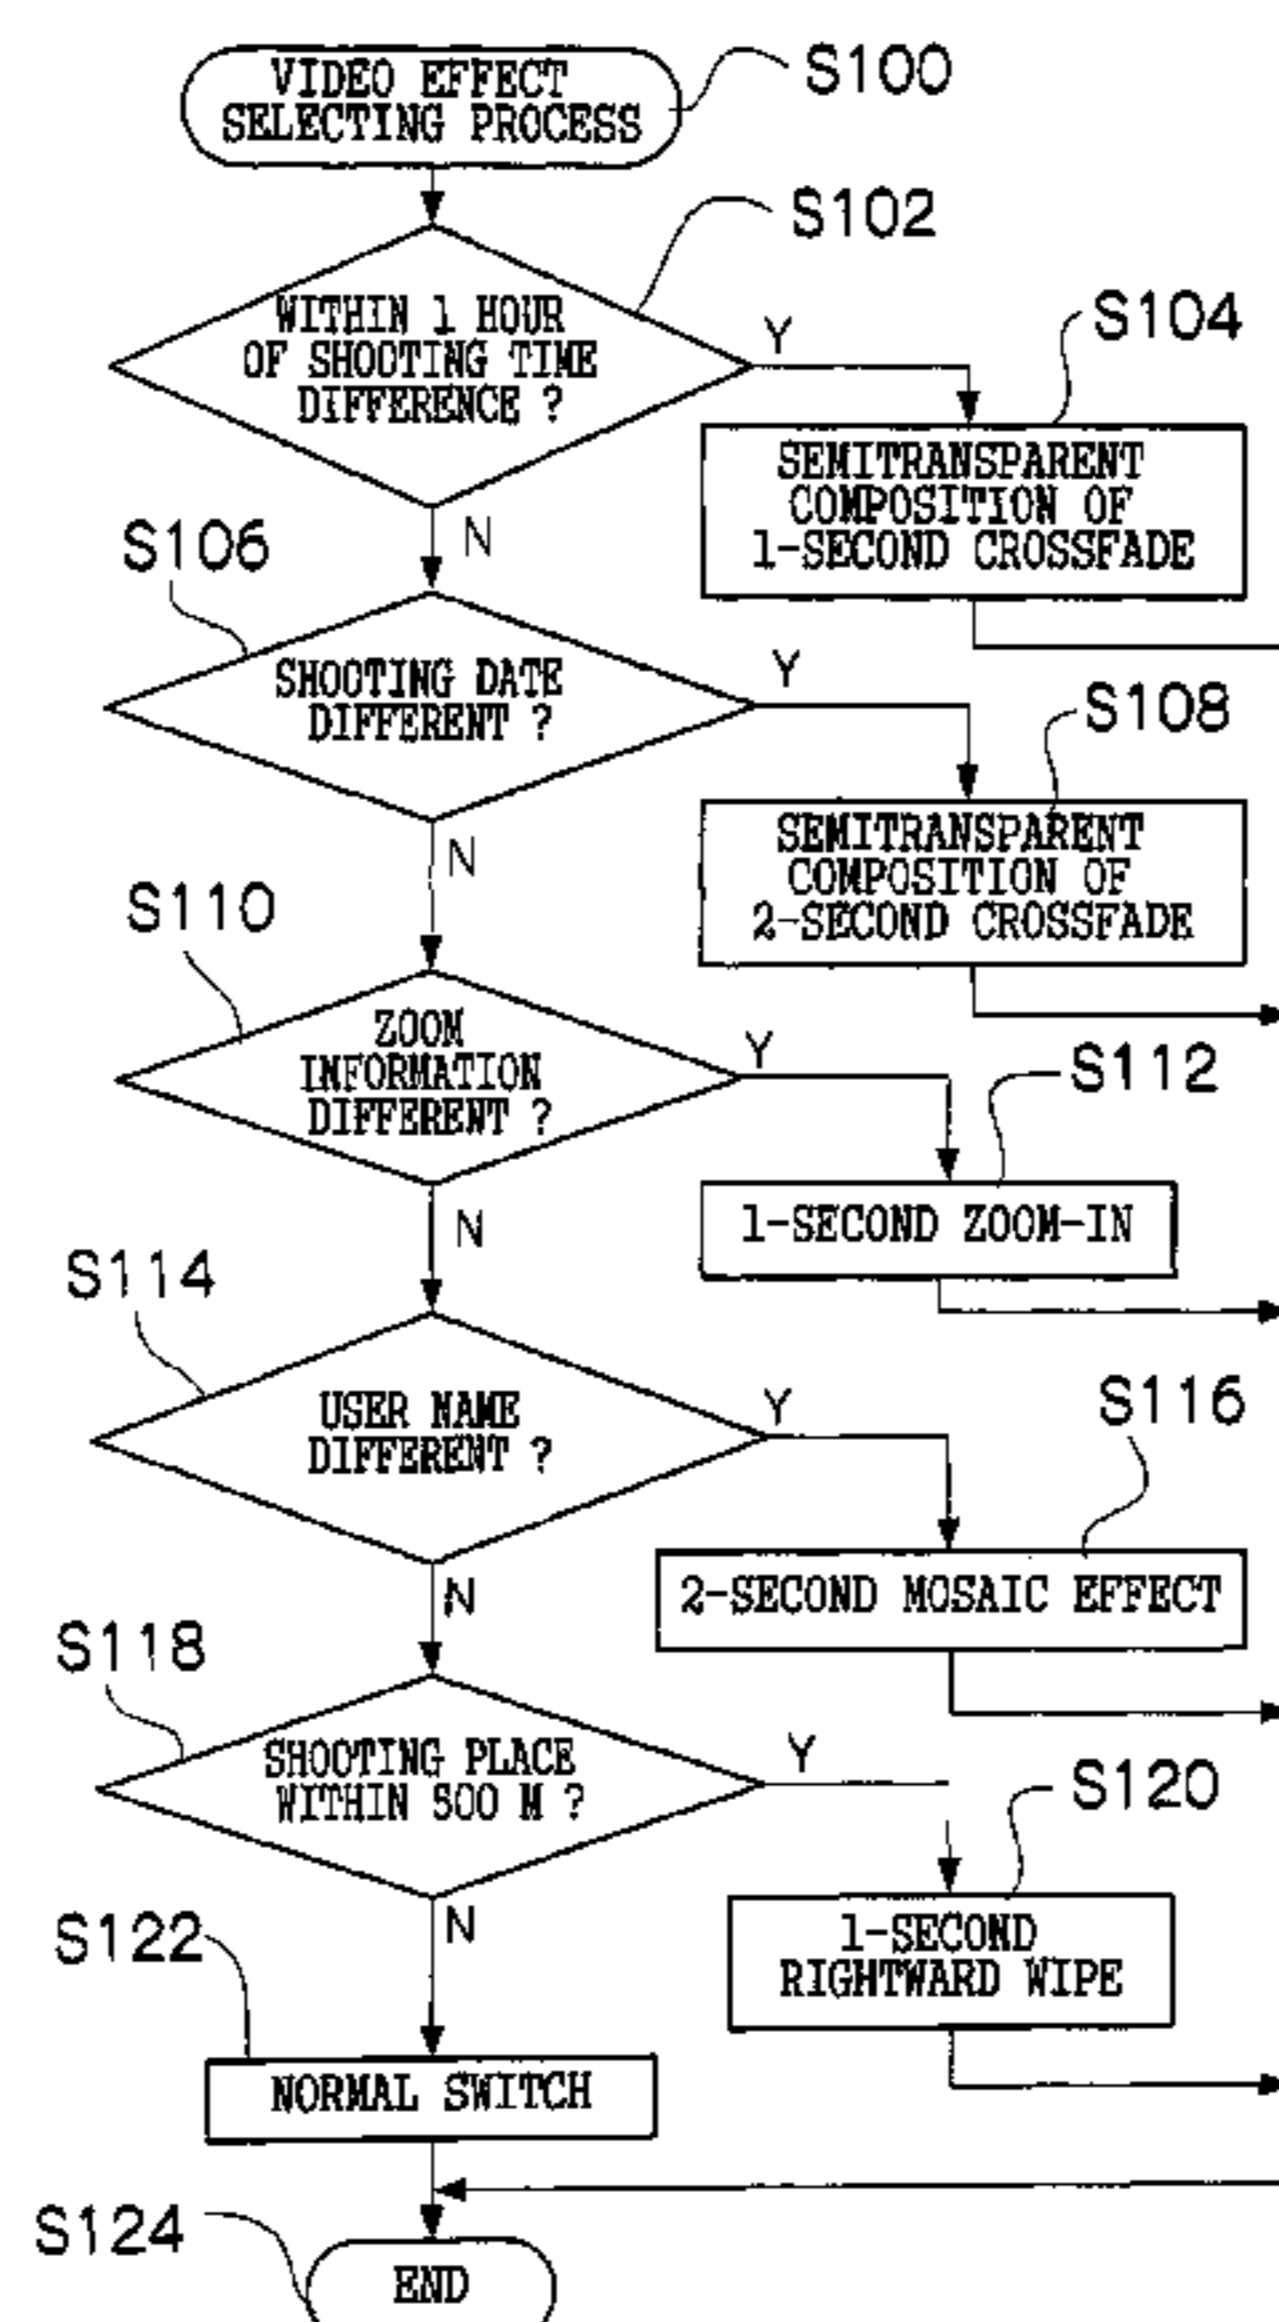 VIDEO EFFECT
SELECTING PROCESS
S100
S102
WITHIN 1 HOUR
OF SHOOTING TIME
DIFFERENCE ?
Y
S104
SEMITRANSPARENT
COMPOSITION OF
1-SECOND CROSSFADE
N
S106
SHOOTING DATE
DIFFERENT ?
Y
S108
SEMITRANSPARENT
COMPOSITION OF
2-SECOND CROSSFADE
N
S110
ZOOM
INFORMATION
DIFFERENT ?
Y
S112
1-SECOND ZOOM-IN
N
S114
USER NAME
DIFFERENT ?
Y
S116
2-SECOND MOSAIC EFFECT
N
S118
SHOOTING PLACE
WITHIN 500 M ?
Y
S120
1-SECOND
RIGHTWARD WIPE
N
S122
NORMAL SWITCH
S124
END